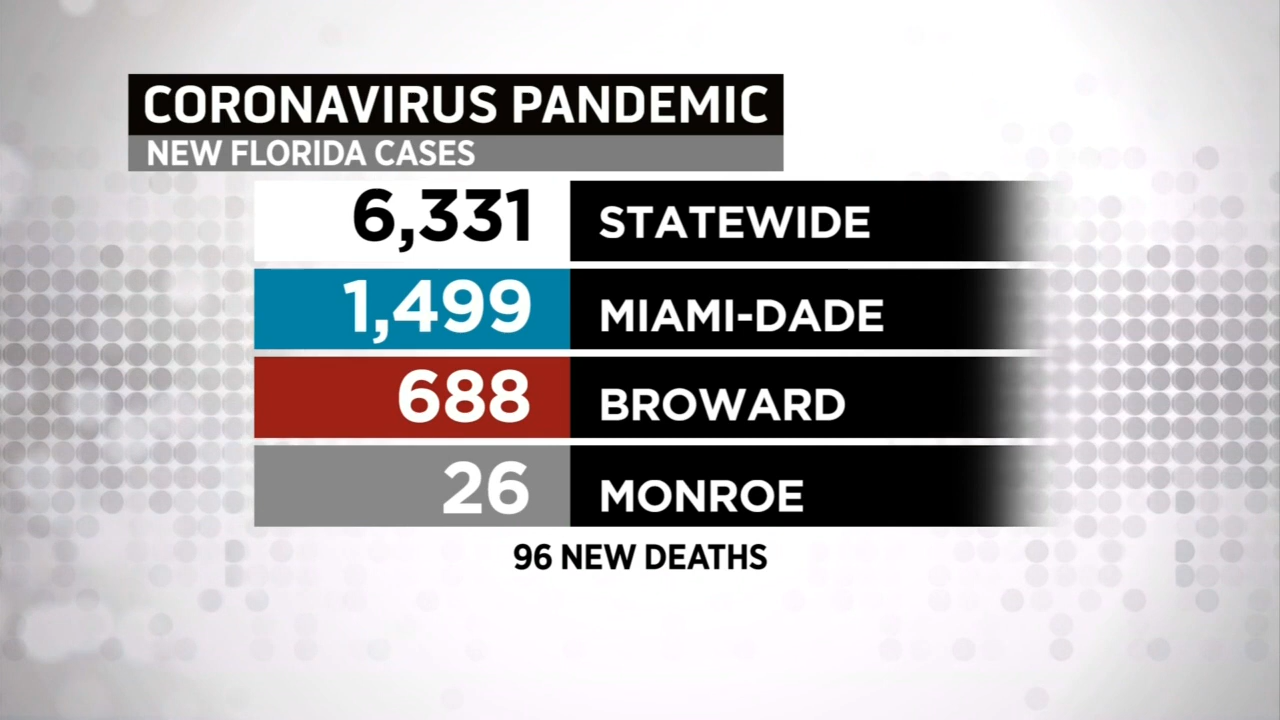 CORONAVIRUS PANDEMIC
NEW FLORIDA CASES
6,331 STATEWIDE
1,499 MIAMI-DADE
688 BROWARD
26 MONROE
96 NEW DEATHS